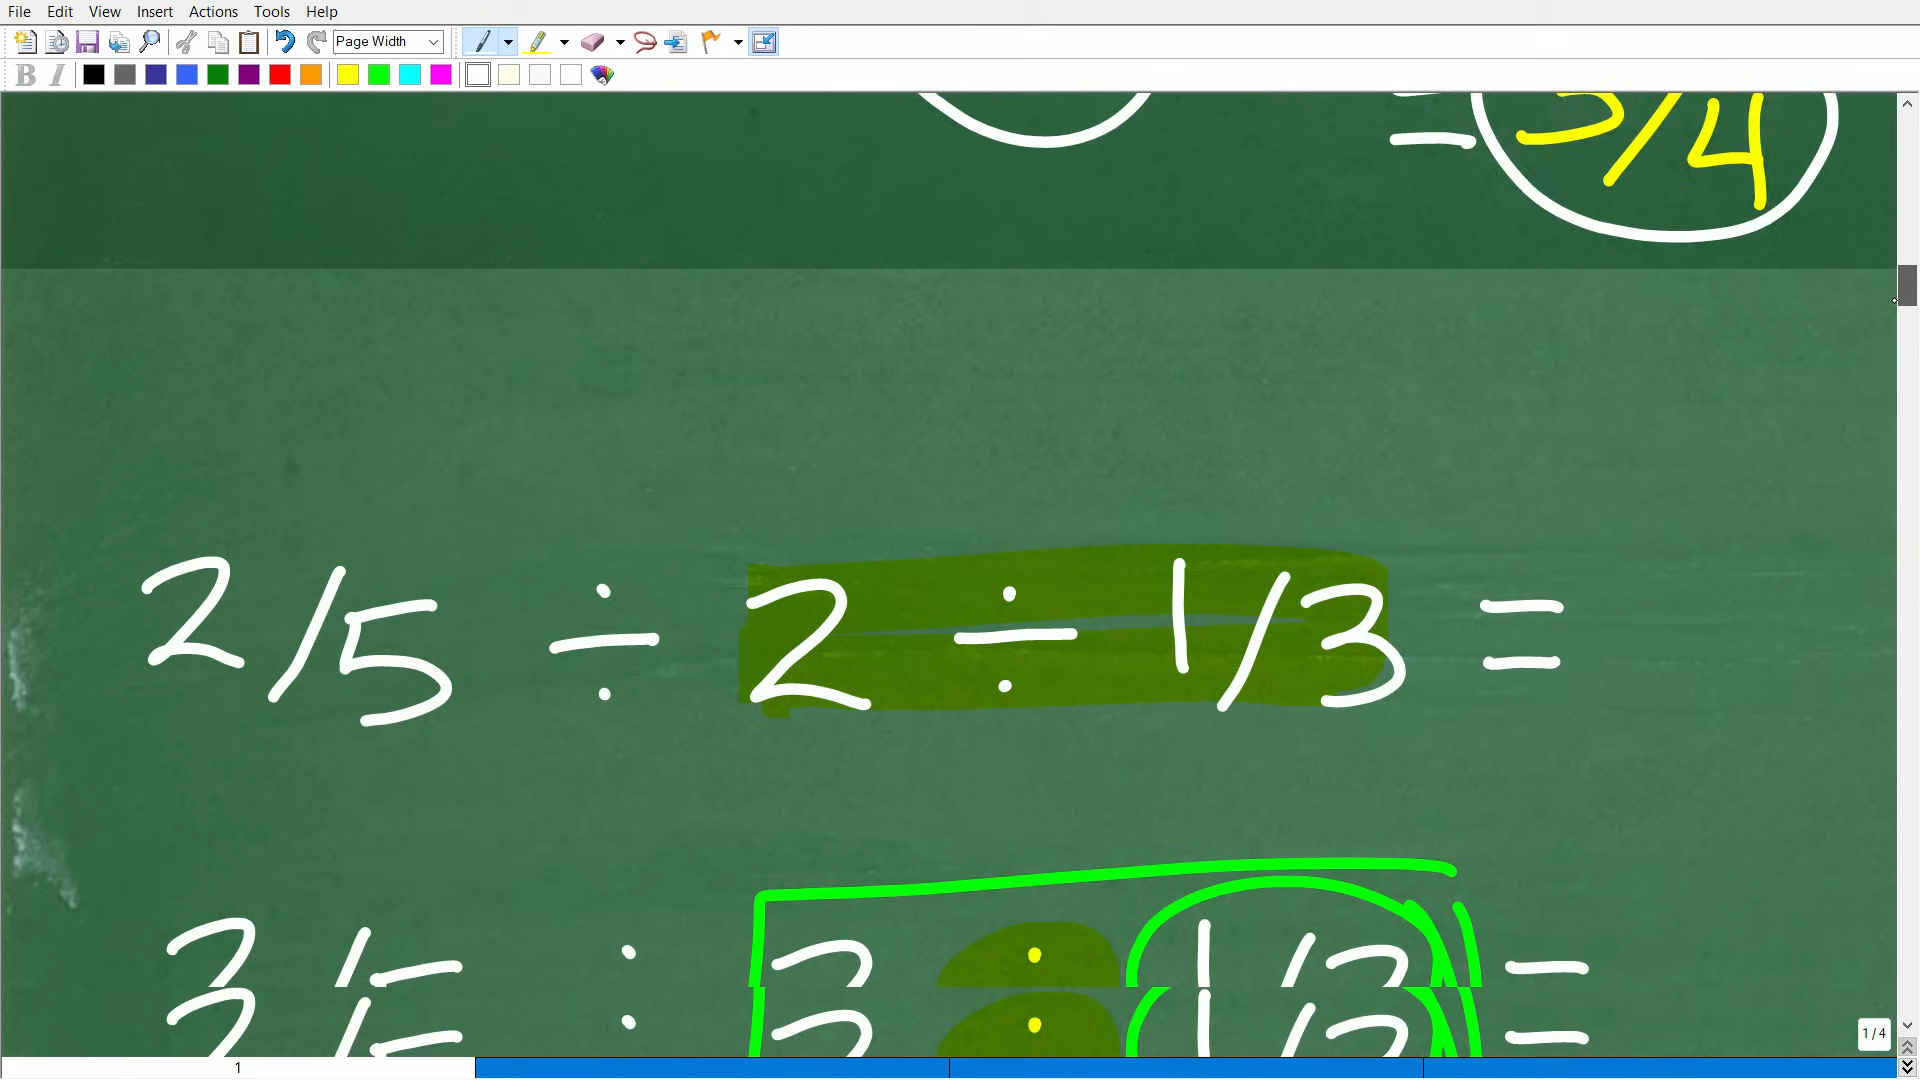 File Edit View Insert Actions Tools Help
Page Width
B I
= 3/4
2/5 ÷ 2 ÷ 1/3 =
1/4
1